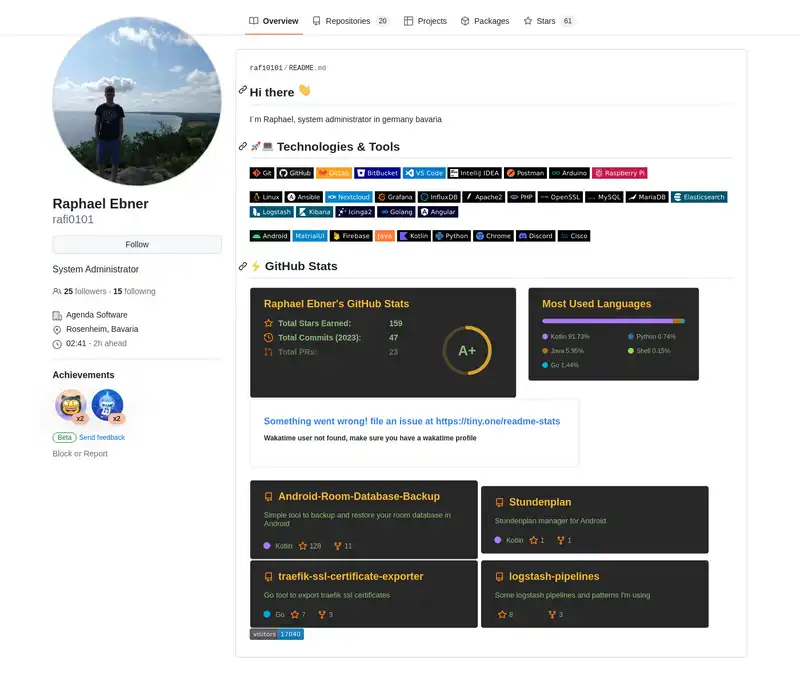 Overview Repositories 20 Projects Packages Stars 61
Raphael Ebner
rafi0101
Follow
System Administrator
25 followers · 15 following
Agenda Software
Rosenheim, Bavaria
02:41 - 2h ahead
Achievements
x2 x2
Beta Send feedback
Block or Report
rafi0101/README.md
Hi there 👋
I`m Raphael, system administrator in germany bavaria
🚀💻 Technologies & Tools
Git GitHub GitLab BitBucket VS Code IntelliJ IDEA Postman Arduino Raspberry Pi
Linux Ansible Nextcloud Grafana InfluxDB Apache2 PHP OpenSSL MySQL MariaDB Elasticsearch
Logstash Kibana Icinga2 Golang Angular
Android MatrialUI Firebase Java Kotlin Python Chrome Discord Cisco
⚡ GitHub Stats
Raphael Ebner's GitHub Stats
Total Stars Earned: 159
Total Commits (2023): 47
Total PRs: 23
A+
Most Used Languages
Kotlin 91.73% Python 0.74%
Java 5.95% Shell 0.15%
Go 1.44%
Something went wrong! file an issue at https://tiny.one/readme-stats
Wakatime user not found, make sure you have a wakatime profile
Android-Room-Database-Backup
Simple tool to backup and restore your room database in
Android
Kotlin 128 11
Stundenplan
Stundenplan manager for Android
Kotlin 1 1
traefik-ssl-certificate-exporter
Go tool to export traefik ssl certificates
Go 7 3
logstash-pipelines
Some logstash pipelines and patterns I'm using
8 3
visitors 17040